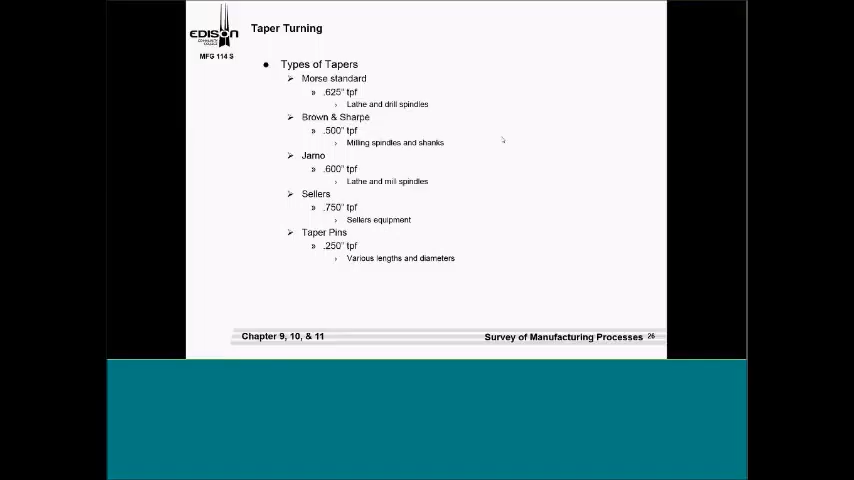 EDISON
COMMUNITY
COLLEGE
MFG 114 S
Taper Turning
● Types of Tapers
➢ Morse standard
» .625" tpf
› Lathe and drill spindles
➢ Brown & Sharpe
» .500" tpf
› Milling spindles and shanks
➢ Jarno
» .600" tpf
› Lathe and mill spindles
➢ Sellers
» .750" tpf
› Sellers equipment
➢ Taper Pins
» .250" tpf
› Various lengths and diameters
Chapter 9, 10, & 11
Survey of Manufacturing Processes 26